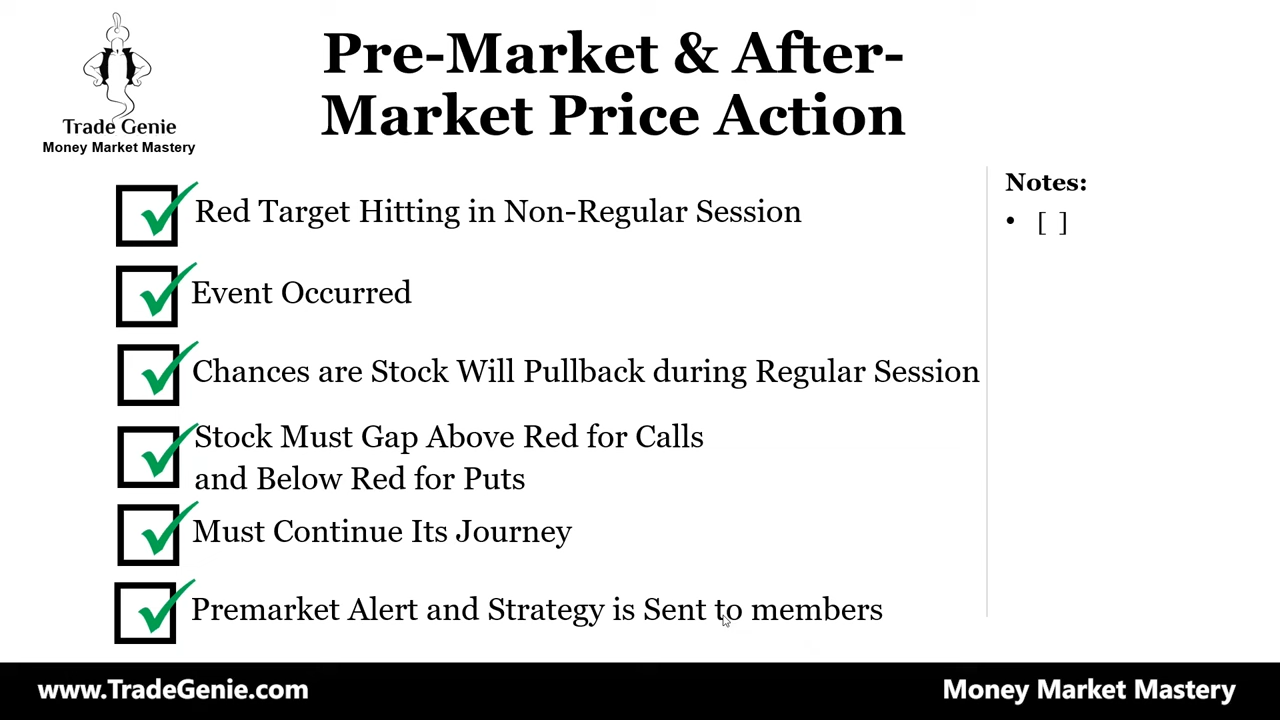 Pre-Market & After-
Market Price Action
Trade Genie
Money Market Mastery
Red Target Hitting in Non-Regular Session
Event Occurred
Chances are Stock Will Pullback during Regular Session
Stock Must Gap Above Red for Calls
and Below Red for Puts
Must Continue Its Journey
Premarket Alert and Strategy is Sent to members
Notes:
• [ ]
www.TradeGenie.com
Money Market Mastery